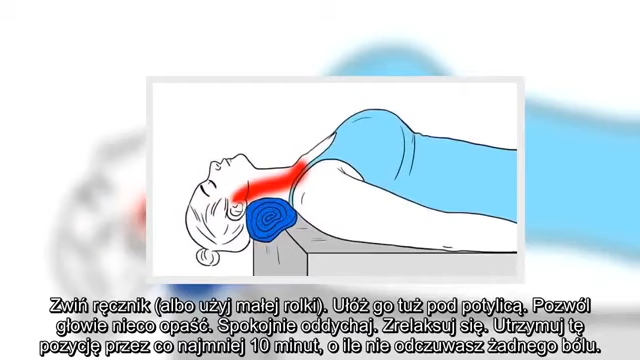 Zwiń ręcznik (albo użyj małej rolki). Ułóż go tuż pod potylicą. Pozwól
głowie nieco opaść. Spokojnie oddychaj. Zrelaksuj się. Utrzymuj tę
pozycję przez co najmniej 10 minut, o ile nie odczuwasz żadnego bólu.